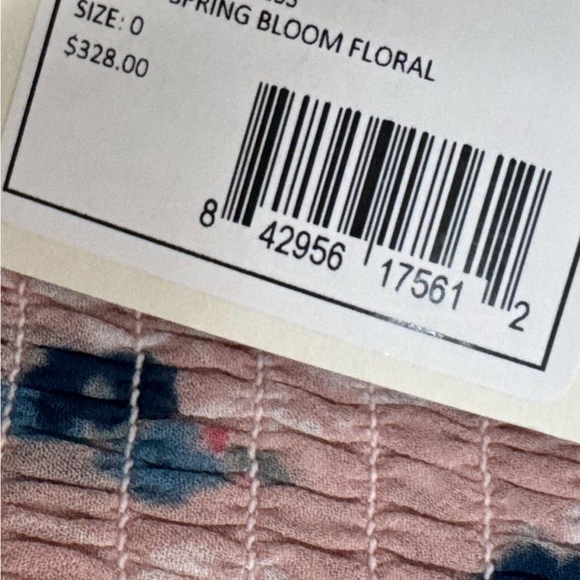 SPRING BLOOM FLORAL
SIZE: 0
$328.00
8 42956 17561 2